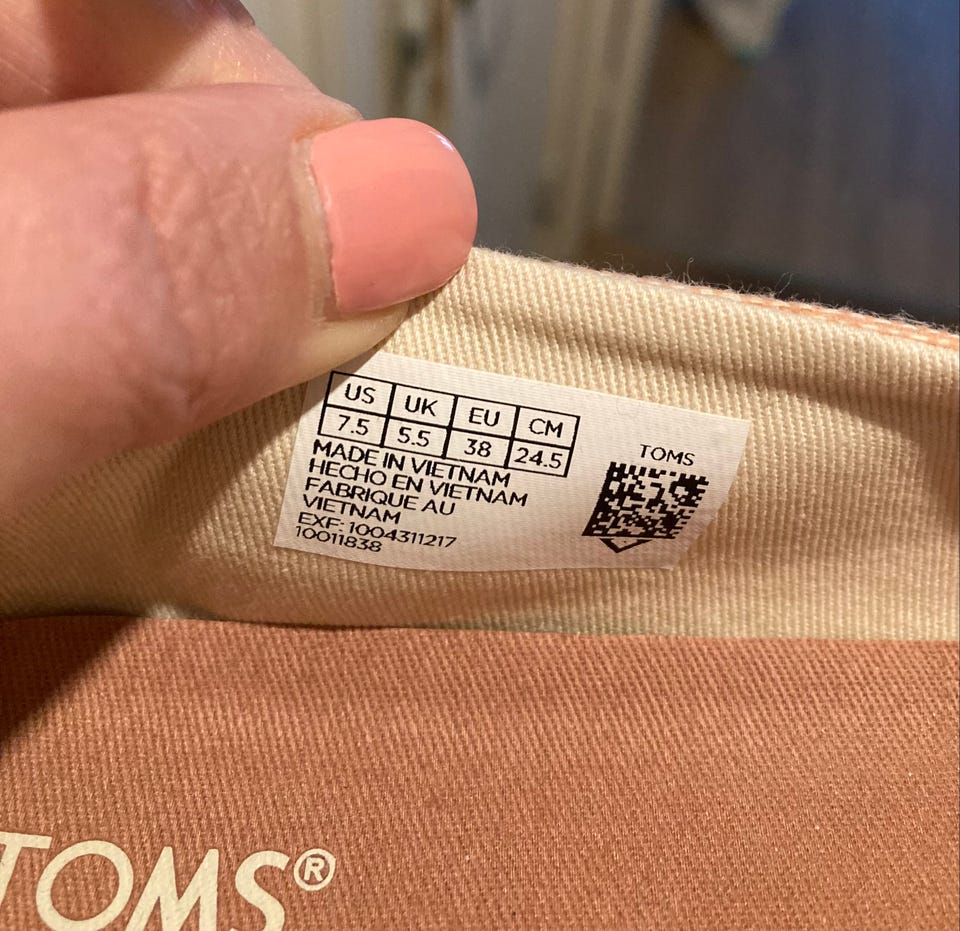 US UK EU CM
7.5 5.5 38 24.5
MADE IN VIETNAM
HECHO EN VIETNAM
FABRIQUE AU
VIETNAM
EXF: 1004311217
10011838
TOMS
TOMS®